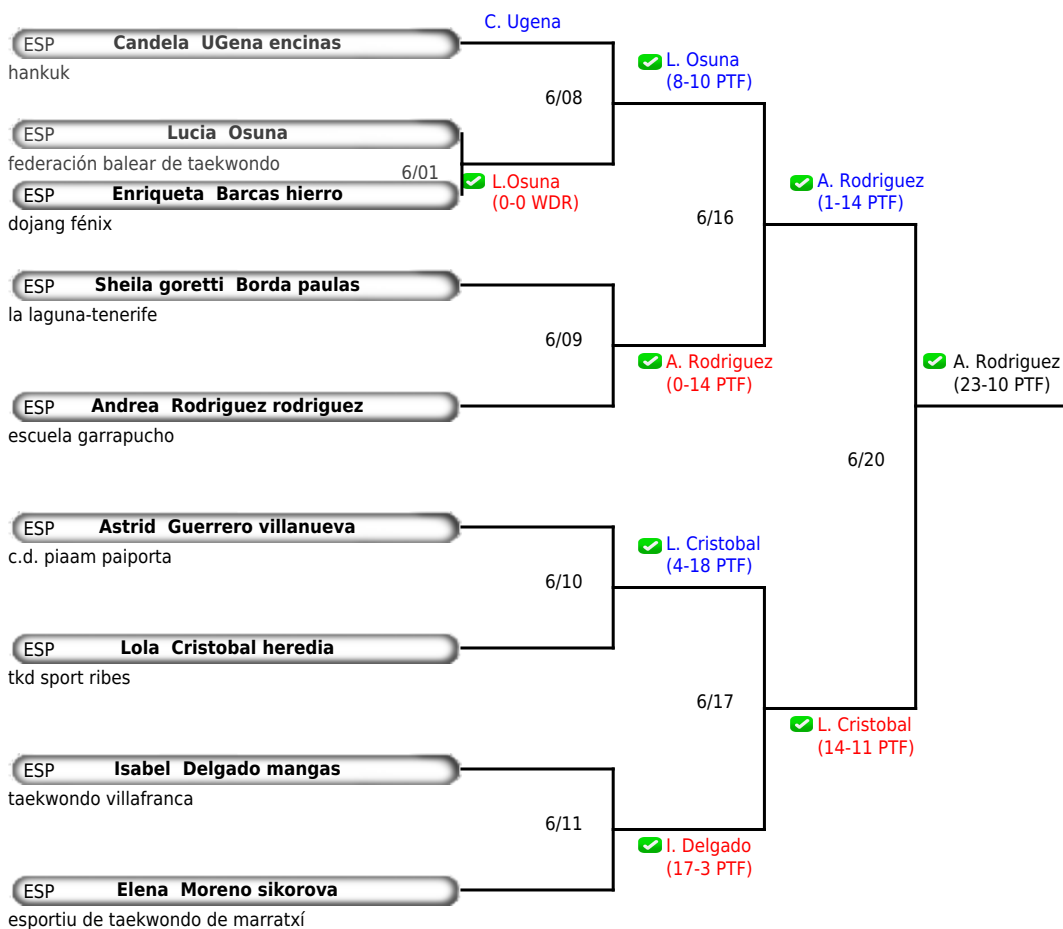 C. Ugena
ESP Candela UGena encinas
hankuk
L. Osuna
(8-10 PTF)
6/08
ESP Lucia Osuna
federación balear de taekwondo
6/01
L.Osuna
(0-0 WDR)
ESP Enriqueta Barcas hierro
dojang fénix
A. Rodriguez
(1-14 PTF)
6/16
ESP Sheila goretti Borda paulas
la laguna-tenerife
6/09
A. Rodriguez
(0-14 PTF)
A. Rodriguez
(23-10 PTF)
ESP Andrea Rodriguez rodriguez
escuela garrapucho
6/20
ESP Astrid Guerrero villanueva
c.d. piaam paiporta
L. Cristobal
(4-18 PTF)
6/10
ESP Lola Cristobal heredia
tkd sport ribes
6/17
L. Cristobal
(14-11 PTF)
ESP Isabel Delgado mangas
taekwondo villafranca
6/11
I. Delgado
(17-3 PTF)
ESP Elena Moreno sikorova
esportiu de taekwondo de marratxí